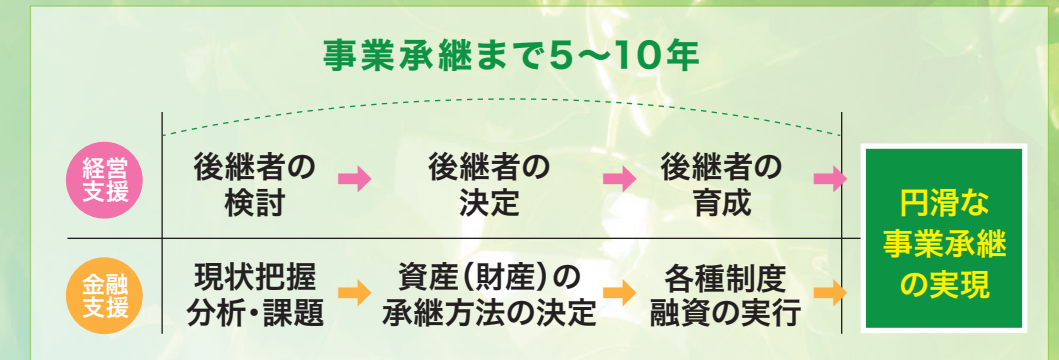 事業承継まで5〜10年
経営
支援
後継者の
検討
後継者の
決定
後継者の
育成
金融
支援
現状把握
分析・課題
資産(財産)の
承継方法の決定
各種制度
融資の実行
円滑な
事業承継
の実現